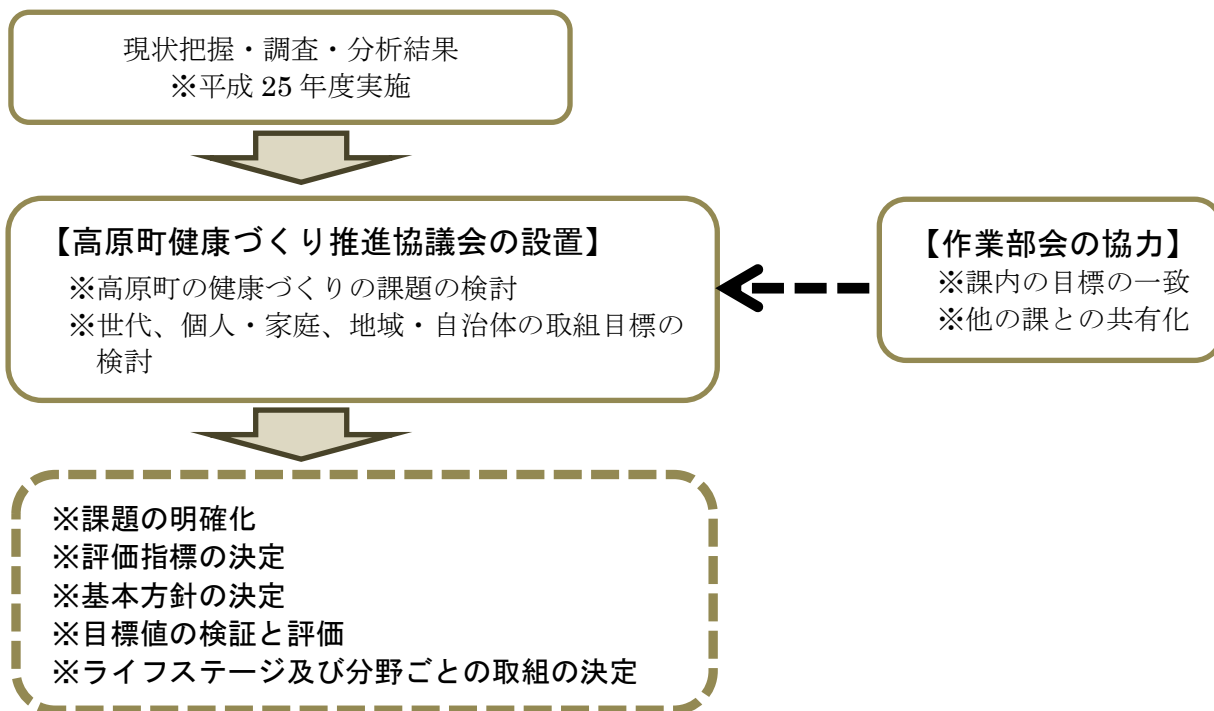 現状把握・調査・分析結果
※平成 25 年度実施
【高原町健康づくり推進協議会の設置】
※高原町の健康づくりの課題の検討
※世代、個人・家庭、地域・自治体の取組目標の
検討
【作業部会の協力】
※課内の目標の一致
※他の課との共有化
※課題の明確化
※評価指標の決定
※基本方針の決定
※目標値の検証と評価
※ライフステージ及び分野ごとの取組の決定